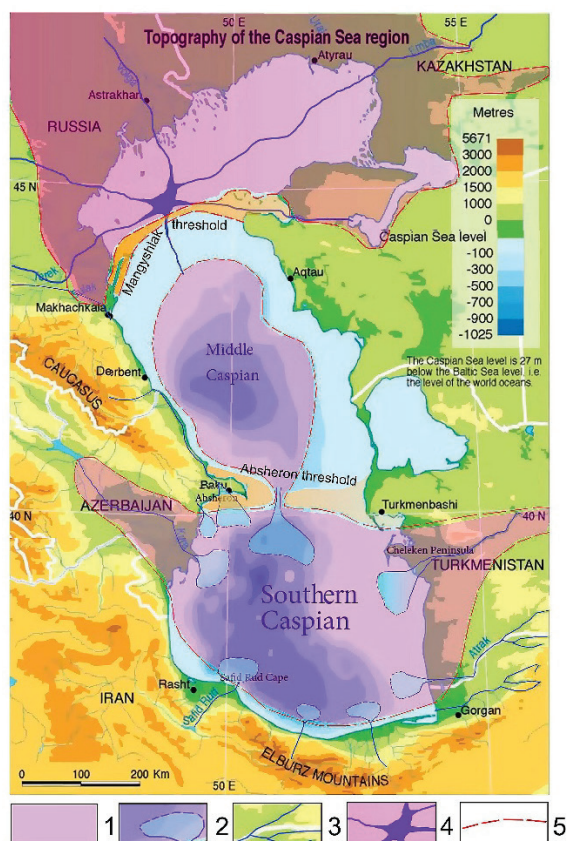 50 E
55 E
Topography of the Caspian Sea region
Atyrau
Emba
KAZAKHSTAN
Astrakhan
RUSSIA
Metres
5671
3000
2000
1500
1000
0
Caspian Sea level
-100
-300
-500
-700
-900
-1025
45 N
threshold
Mangyshlak
Aqtau
Terek
Makhachkala
The Caspian Sea level is 27 m
below the Baltic Sea level, i.e.
the level of the world oceans.
Middle
Caspian
Derbent
CAUCASUS
Absheron threshold
Baku
Absheron
AZERBAIJAN
Turkmenbashi
40 N
40 N
Cheleken Peninsula
TURKMENISTAN
Southern
Caspian
Atrak
Safid Rud Cape
Rasht
IRAN
Safid Rud
Gorgan
0
100
200 Km
50 E
ELBURZ MOUNTAINS
1
2
3
4
5